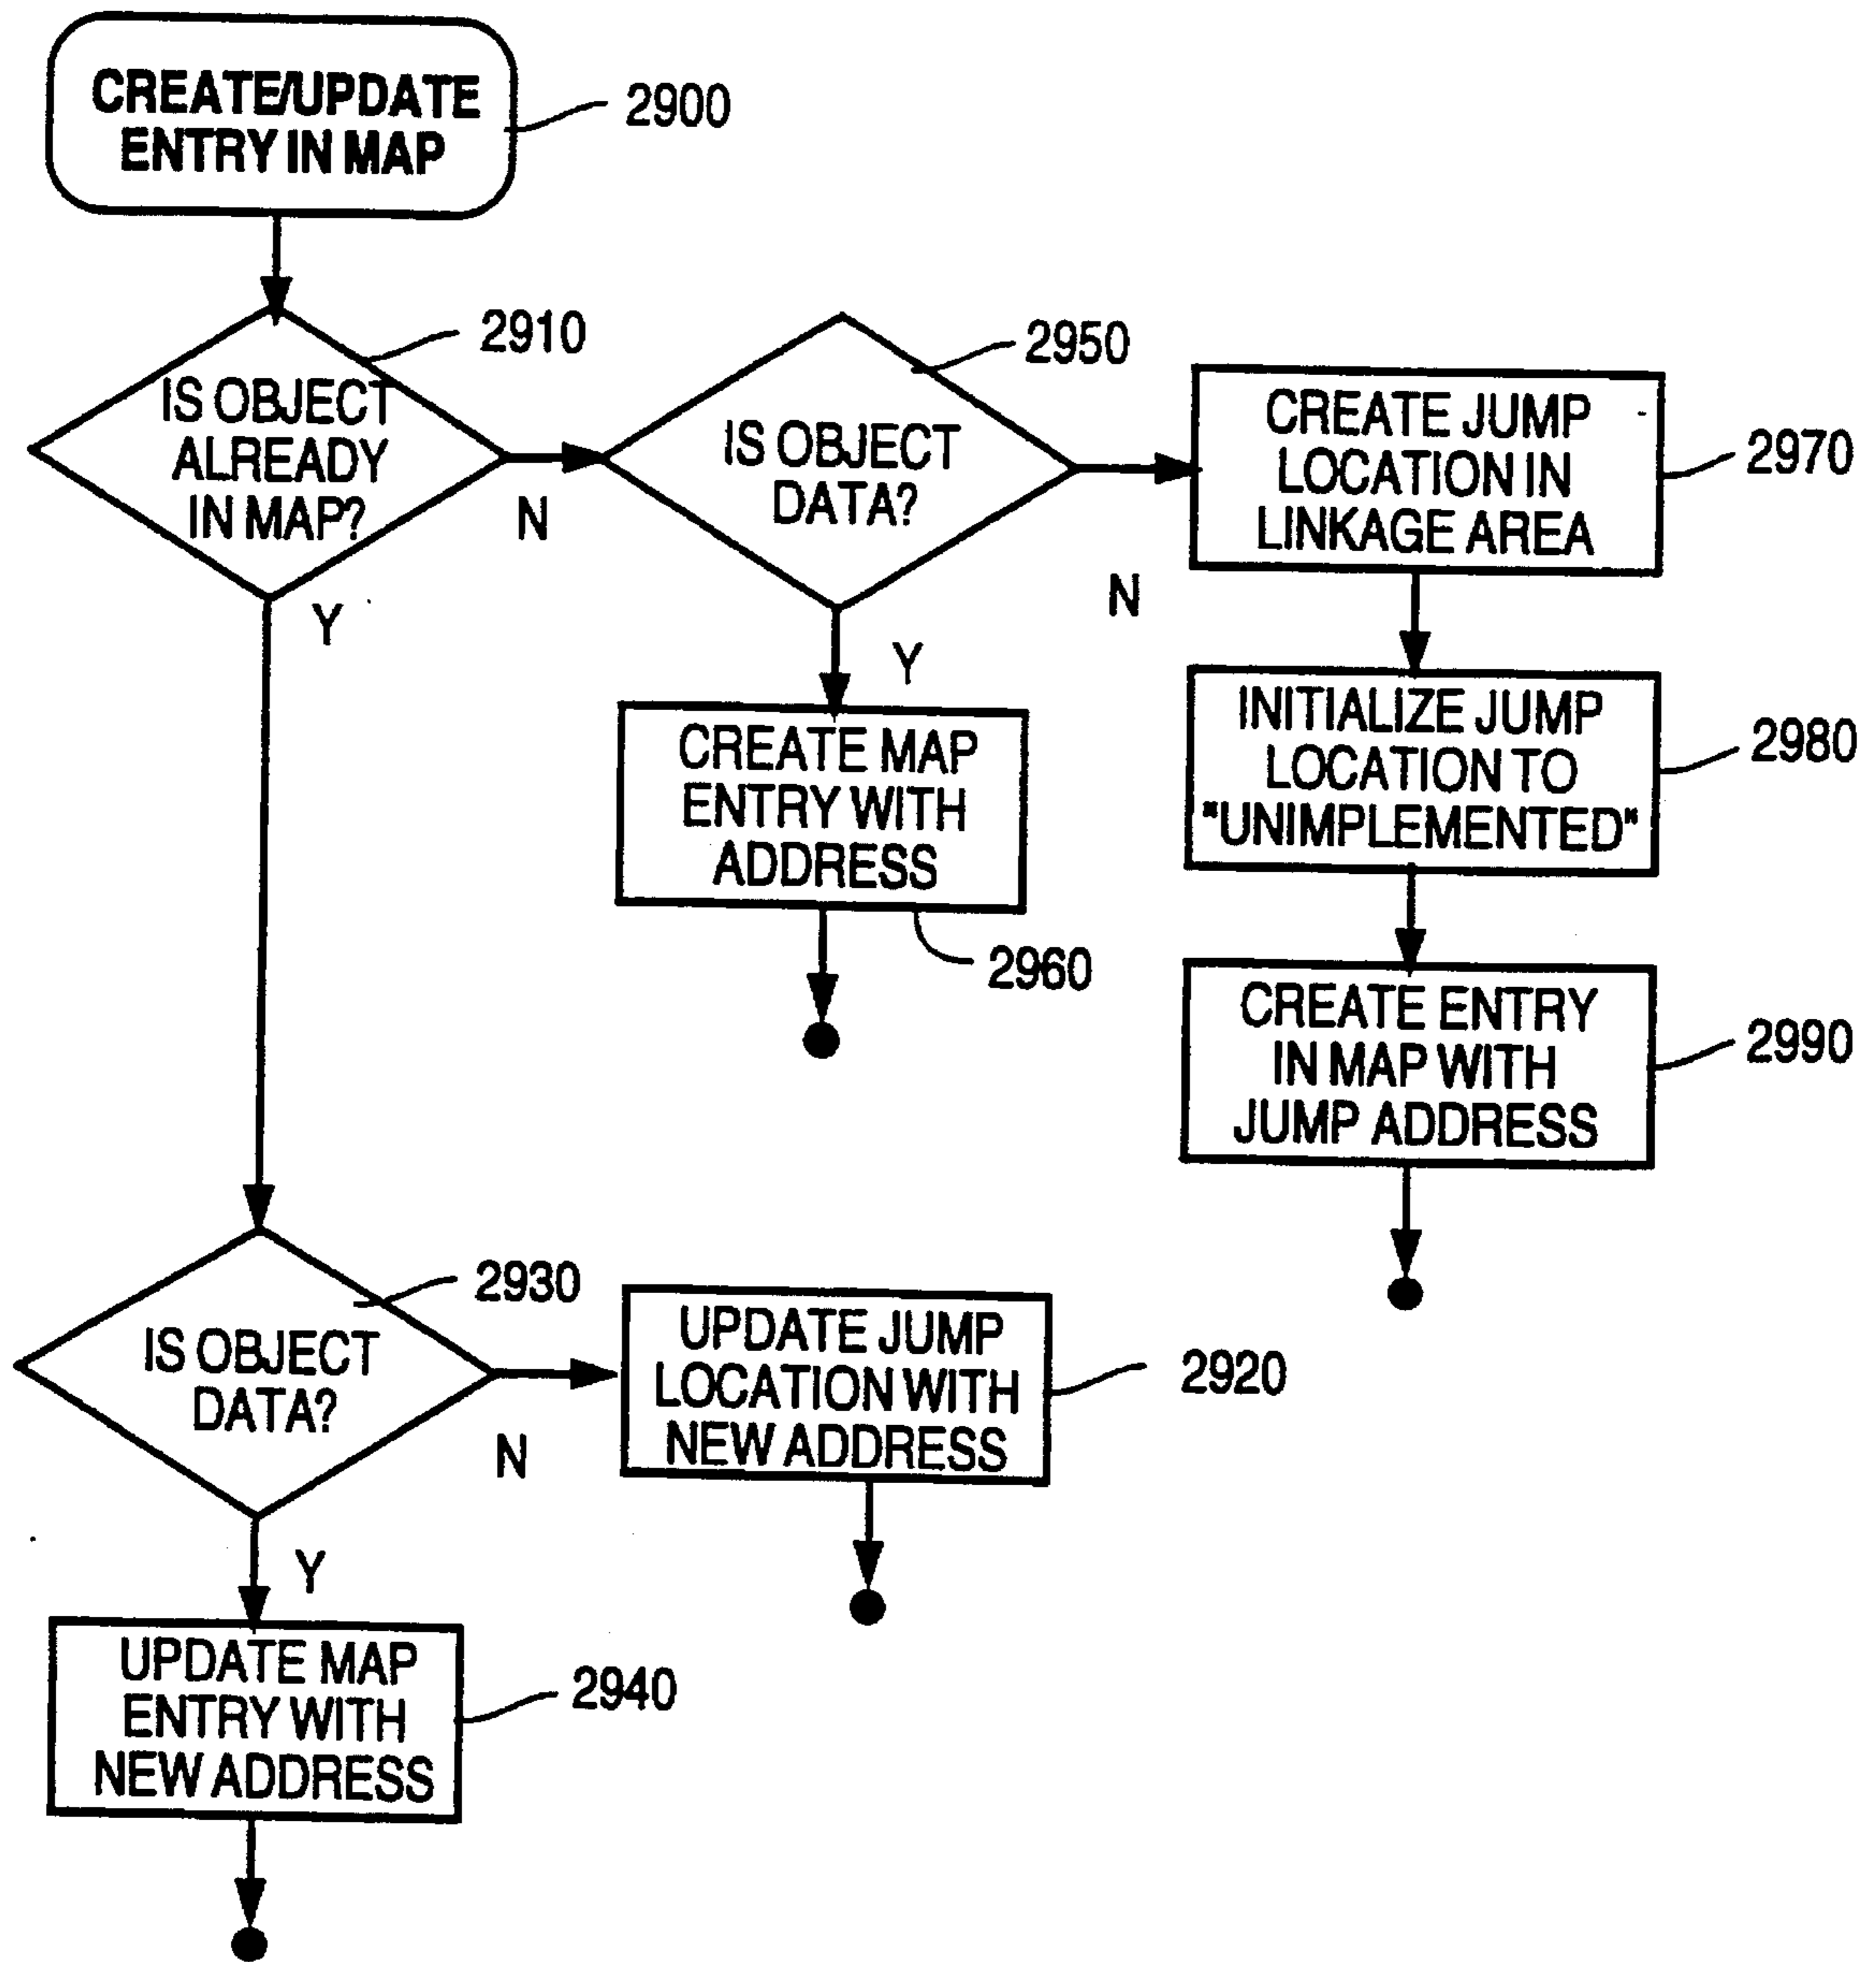 CREATE/UPDATE
ENTRY IN MAP
2900
IS OBJECT
ALREADY
IN MAP?
2910
N
Y
IS OBJECT
DATA?
2950
N
Y
CREATE JUMP
LOCATION IN
LINKAGE AREA
2970
INITIALIZE JUMP
LOCATION TO
"UNIMPLEMENTED"
2980
CREATE MAP
ENTRY WITH
ADDRESS
2960
CREATE ENTRY
IN MAP WITH
JUMP ADDRESS
2990
IS OBJECT
DATA?
2930
N
Y
UPDATE JUMP
LOCATION WITH
NEW ADDRESS
2920
UPDATE MAP
ENTRY WITH
NEW ADDRESS
2940